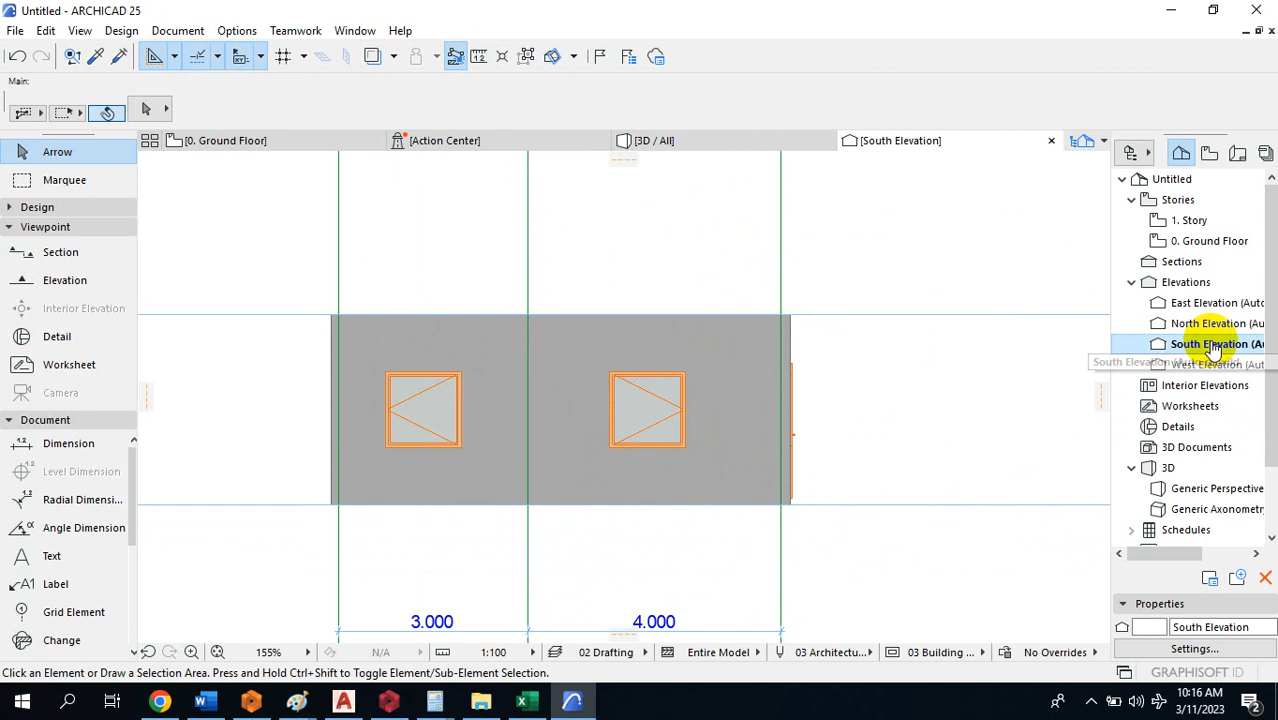 Untitled - ARCHICAD 25
File Edit View Design Document Options Teamwork Window Help
Main:
[0. Ground Floor] [Action Center] [3D / All] [South Elevation]
Arrow
Marquee
Design
Viewpoint
Section
Elevation
Interior Elevation
Detail
Worksheet
Camera
Document
Dimension
Level Dimension
Radial Dimensi...
Angle Dimension
Text
Label
Grid Element
Change
3.000 4.000
Untitled
Stories
1. Story
0. Ground Floor
Sections
Elevations
East Elevation (Auto
North Elevation (Au
South Elevation (Au
West Elevation (Aut
Interior Elevations
Worksheets
Details
3D Documents
3D
Generic Perspective
Generic Axonometr
Schedules
Properties
South Elevation
Settings...
155% N/A 1:100 02 Drafting Entire Model 03 Architectu... 03 Building ... No Overrides
Click an Element or Draw a Selection Area. Press and Hold Ctrl+Shift to Toggle Element/Sub-Element Selection.
GRAPHISOFT ID
10:16 AM
3/11/2023
2